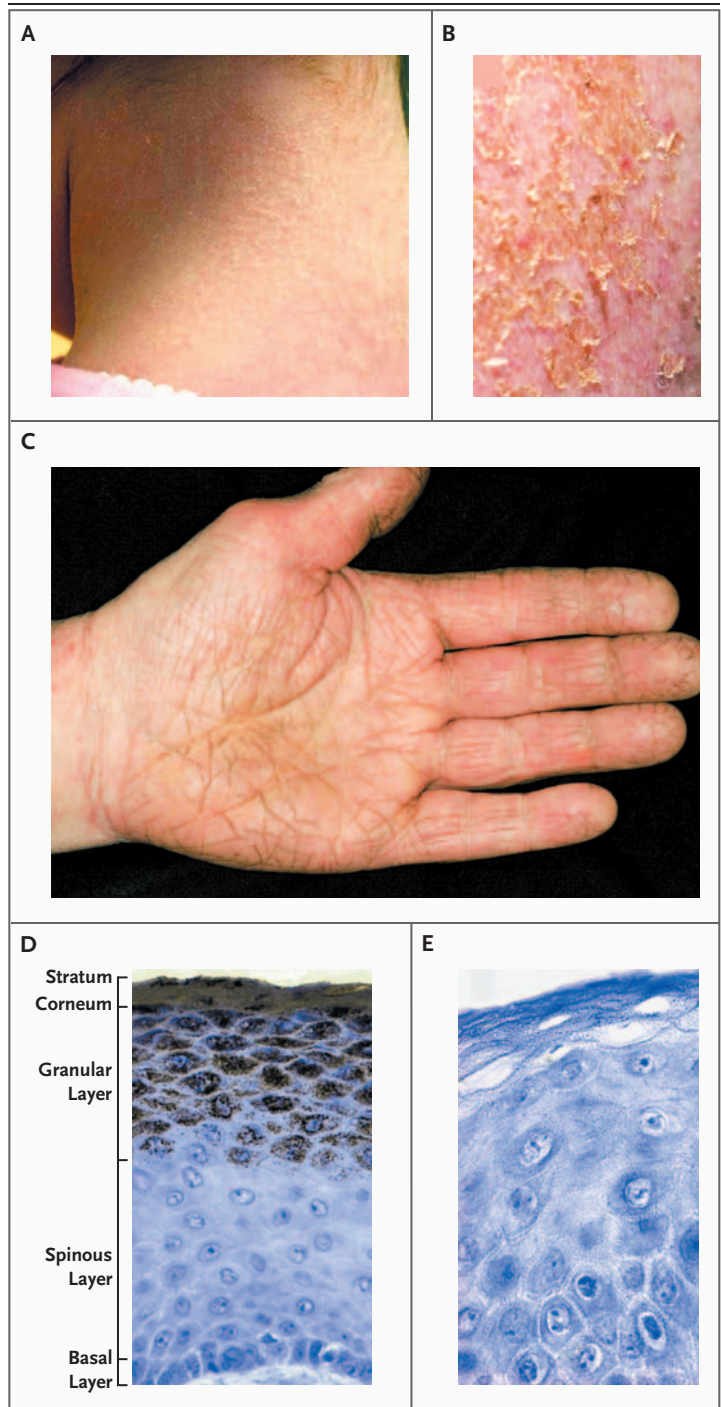 A
B
C
D
E
Stratum
Corneum
Granular
Layer
Spinous
Layer
Basal
Layer